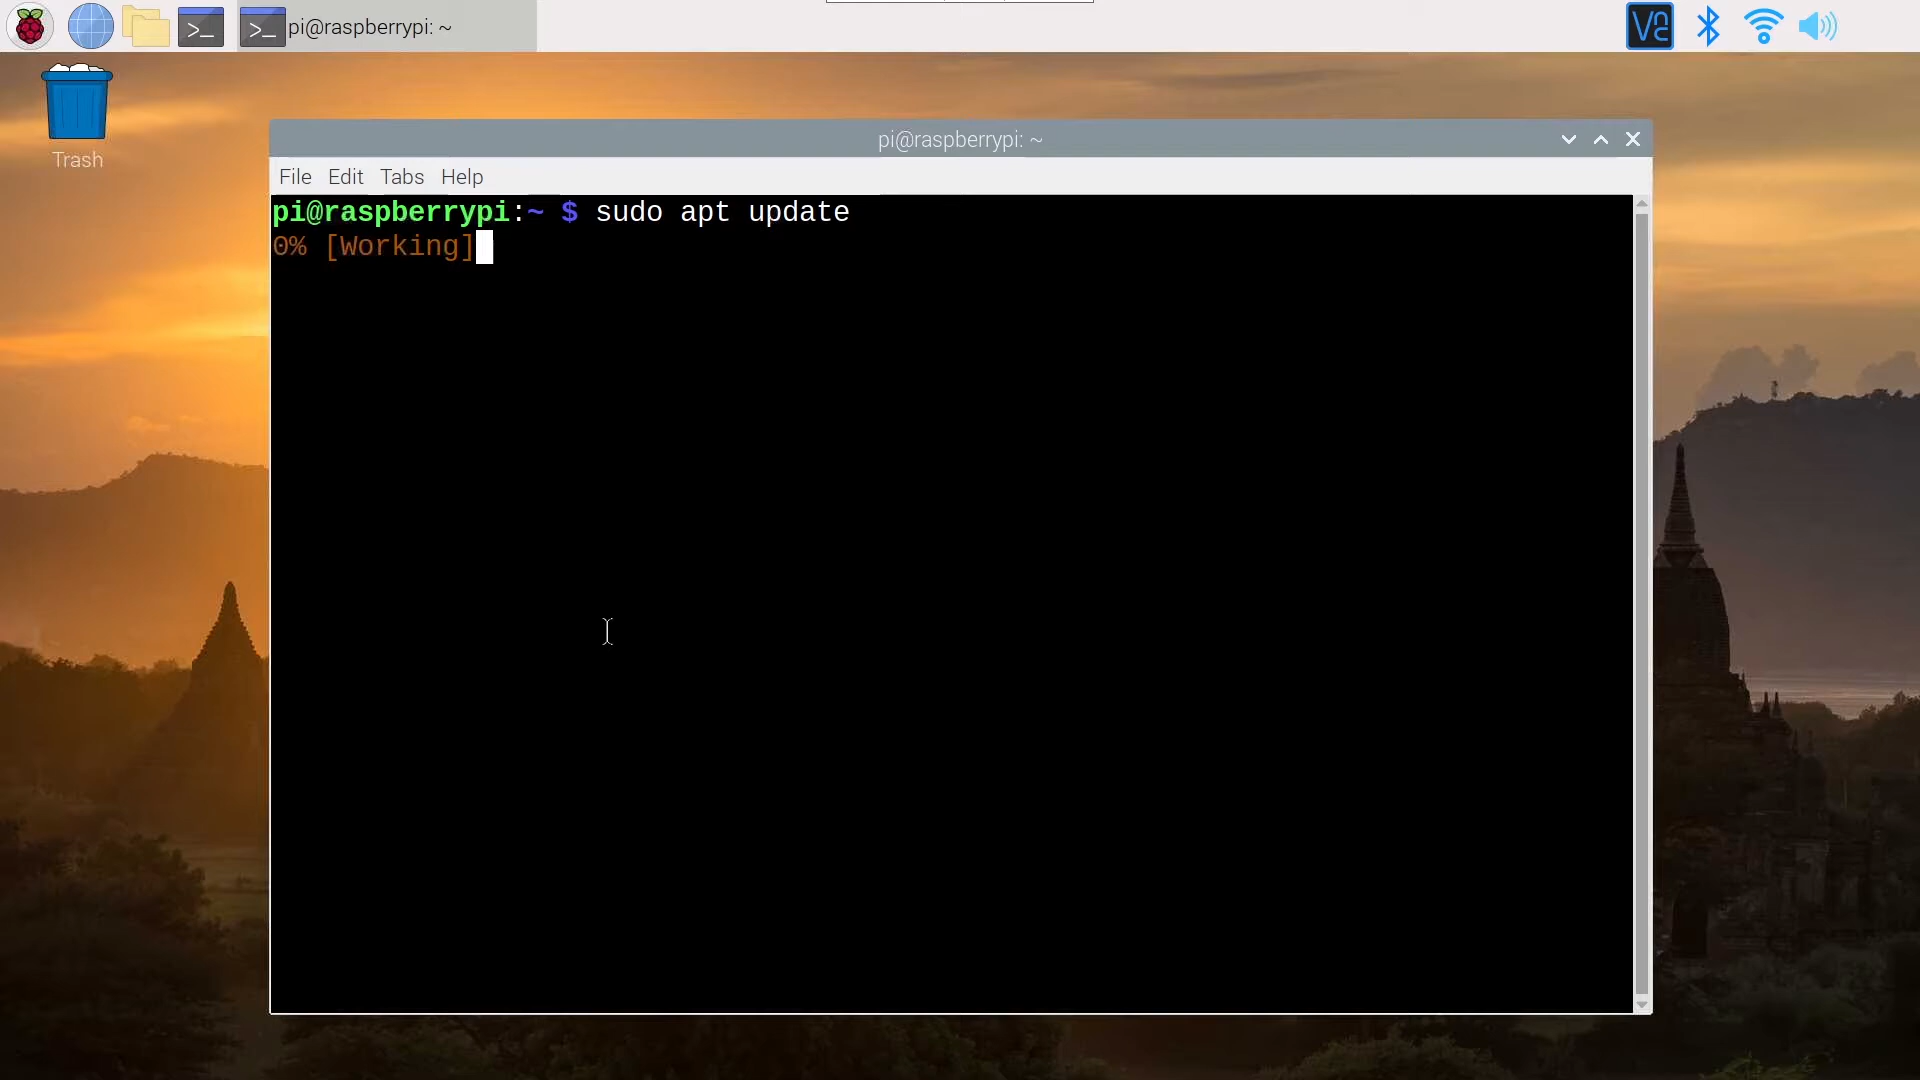 pi@raspberrypi: ~
Trash
pi@raspberrypi: ~
File Edit Tabs Help
pi@raspberrypi:~ $ sudo apt update
0% [Working]